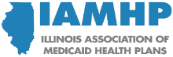 IAMHP
ILLINOIS ASSOCIATION OF
MEDICAID HEALTH PLANS